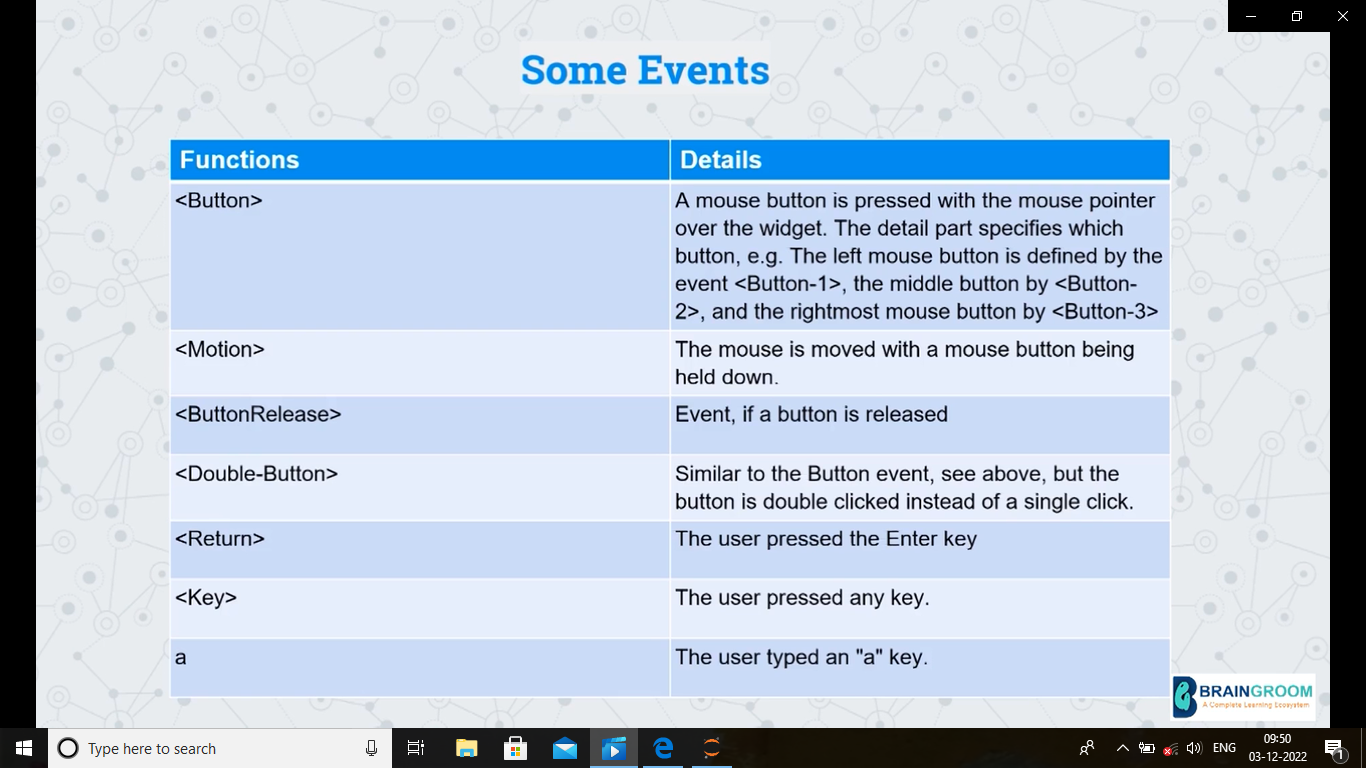 Some Events
Functions
Details
<Button>
A mouse button is pressed with the mouse pointer
over the widget. The detail part specifies which
button, e.g. The left mouse button is defined by the
event <Button-1>, the middle button by <Button-
2>, and the rightmost mouse button by <Button-3>
<Motion>
The mouse is moved with a mouse button being
held down.
<ButtonRelease>
Event, if a button is released
<Double-Button>
Similar to the Button event, see above, but the
button is double clicked instead of a single click.
<Return>
The user pressed the Enter key
<Key>
The user pressed any key.
a
The user typed an "a" key.
BRAINGROOM
A Complete Learning Ecosystem
Type here to search
ENG
09:50
03-12-2022
1